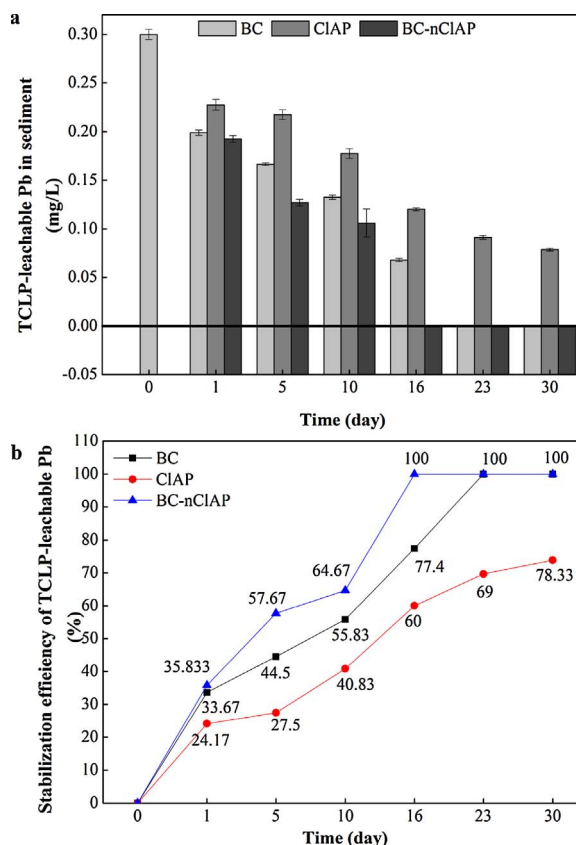 a
BC
ClAP
BC-nClAP
TCLP-leachable Pb in sediment
(mg/L)
0.30
0.25
0.20
0.15
0.10
0.05
0.00
-0.05
0 1 5 10 16 23 30
Time (day)
b
BC
ClAP
BC-nClAP
Stabilization effieiency of TCLP-leachable Pb
(%)
110
100
90
80
70
60
50
40
30
20
10
0
100 100 100
64.67
57.67
77.4
78.33
69
60
55.83
44.5
40.83
35.833
33.67
27.5
24.17
0 1 5 10 16 23 30
Time (day)